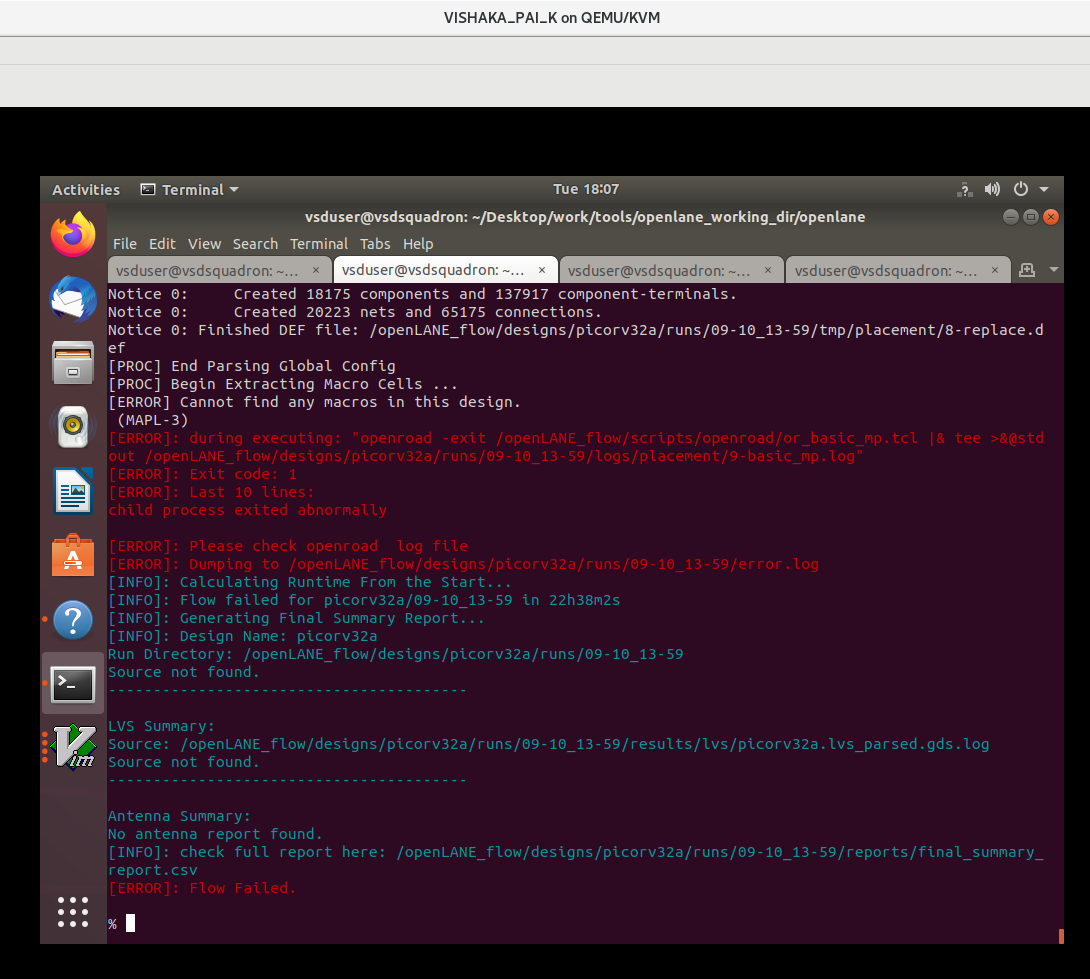 VISHAKA_PAI_K on QEMU/KVM
Activities Terminal Tue 18:07
vsduser@vsdsquadron: ~/Desktop/work/tools/openlane_working_dir/openlane
File Edit View Search Terminal Tabs Help
vsduser@vsdsquadron: ~... × vsduser@vsdsquadron: ~... × vsduser@vsdsquadron: ~... × vsduser@vsdsquadron: ~... ×
Notice 0:     Created 18175 components and 137917 component-terminals.
Notice 0:     Created 20223 nets and 65175 connections.
Notice 0: Finished DEF file: /openLANE_flow/designs/picorv32a/runs/09-10_13-59/tmp/placement/8-replace.d
ef
[PROC] End Parsing Global Config
[PROC] Begin Extracting Macro Cells ...
[ERROR] Cannot find any macros in this design.
 (MAPL-3)
[ERROR]: during executing: "openroad -exit /openLANE_flow/scripts/openroad/or_basic_mp.tcl |& tee >&@std
out /openLANE_flow/designs/picorv32a/runs/09-10_13-59/logs/placement/9-basic_mp.log"
[ERROR]: Exit code: 1
[ERROR]: Last 10 lines:
child process exited abnormally
[ERROR]: Please check openroad  log file
[ERROR]: Dumping to /openLANE_flow/designs/picorv32a/runs/09-10_13-59/error.log
[INFO]: Calculating Runtime From the Start...
[INFO]: Flow failed for picorv32a/09-10_13-59 in 22h38m2s
[INFO]: Generating Final Summary Report...
[INFO]: Design Name: picorv32a
Run Directory: /openLANE_flow/designs/picorv32a/runs/09-10_13-59
Source not found.
----------------------------------------
LVS Summary:
Source: /openLANE_flow/designs/picorv32a/runs/09-10_13-59/results/lvs/picorv32a.lvs_parsed.gds.log
Source not found.
----------------------------------------
Antenna Summary:
No antenna report found.
[INFO]: check full report here: /openLANE_flow/designs/picorv32a/runs/09-10_13-59/reports/final_summary_
report.csv
[ERROR]: Flow Failed.
%